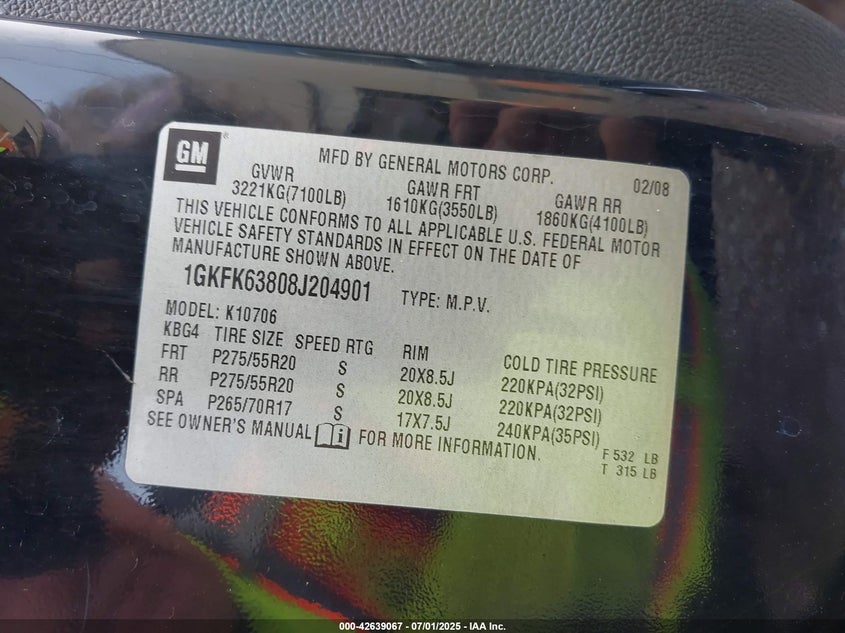 GM
MFD BY GENERAL MOTORS CORP. 02/08
GVWR GAWR FRT GAWR RR
3221KG(7100LB) 1610KG(3550LB) 1860KG(4100LB)
THIS VEHICLE CONFORMS TO ALL APPLICABLE U.S. FEDERAL MOTOR
VEHICLE SAFETY STANDARDS IN EFFECT ON THE DATE OF
MANUFACTURE SHOWN ABOVE.
1GKFK63808J204901 TYPE: M.P.V.
MODEL: K10706
KBG4 TIRE SIZE SPEED RTG RIM COLD TIRE PRESSURE
FRT P275/55R20 S 20X8.5J 220KPA(32PSI)
RR P275/55R20 S 20X8.5J 220KPA(32PSI)
SPA P265/70R17 S 17X7.5J 240KPA(35PSI)
SEE OWNER'S MANUAL FOR MORE INFORMATION.
F 532 LB
T 315 LB
000-42639067 - 07/01/2025 - IAA Inc.